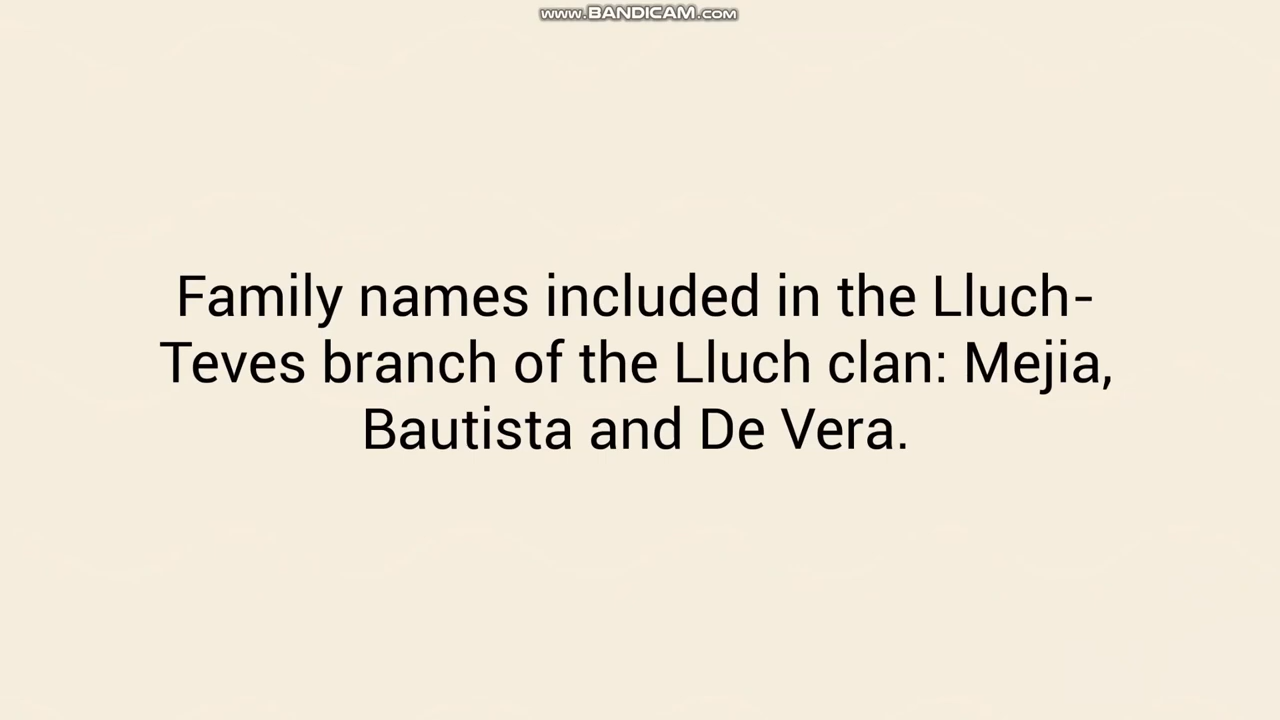 www.BANDICAM.com
Family names included in the Lluch-
Teves branch of the Lluch clan: Mejia,
Bautista and De Vera.